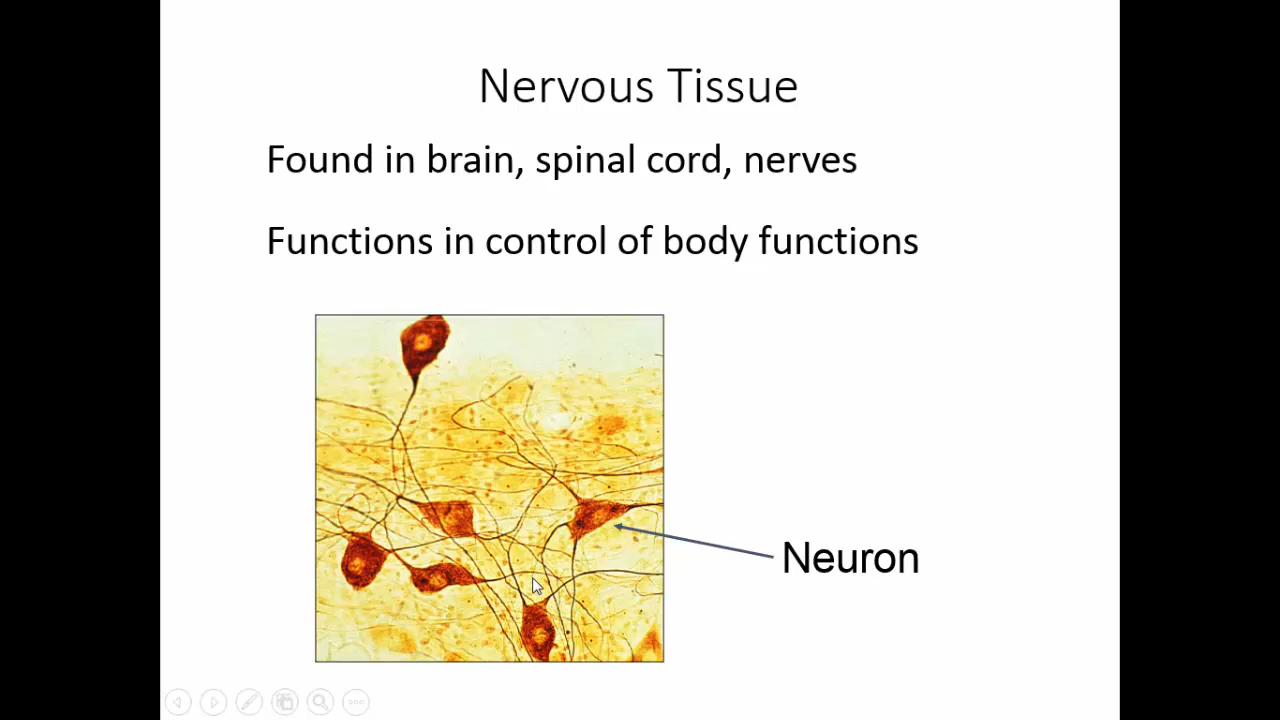 Nervous Tissue
Found in brain, spinal cord, nerves
Functions in control of body functions
Neuron